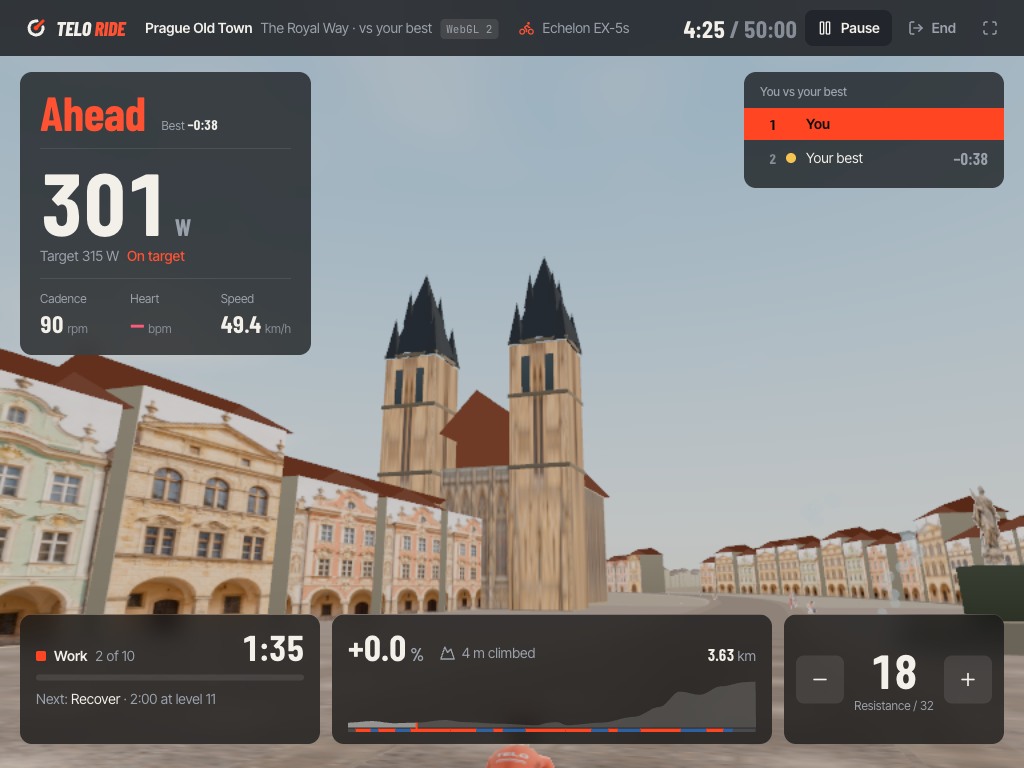 TELO RIDE Prague Old Town The Royal Way · vs your best WebGL 2 Echelon EX-5s 4:25 / 50:00 Pause End
Ahead Best −0:38
301 W
Target 315 W On target
Cadence Heart Speed
90 rpm – bpm 49.4 km/h
You vs your best
1 You
2 Your best −0:38
Work 2 of 10 1:35
Next: Recover · 2:00 at level 11
+0.0 % 4 m climbed 3.63 km
− 18 +
Resistance / 32
TELO